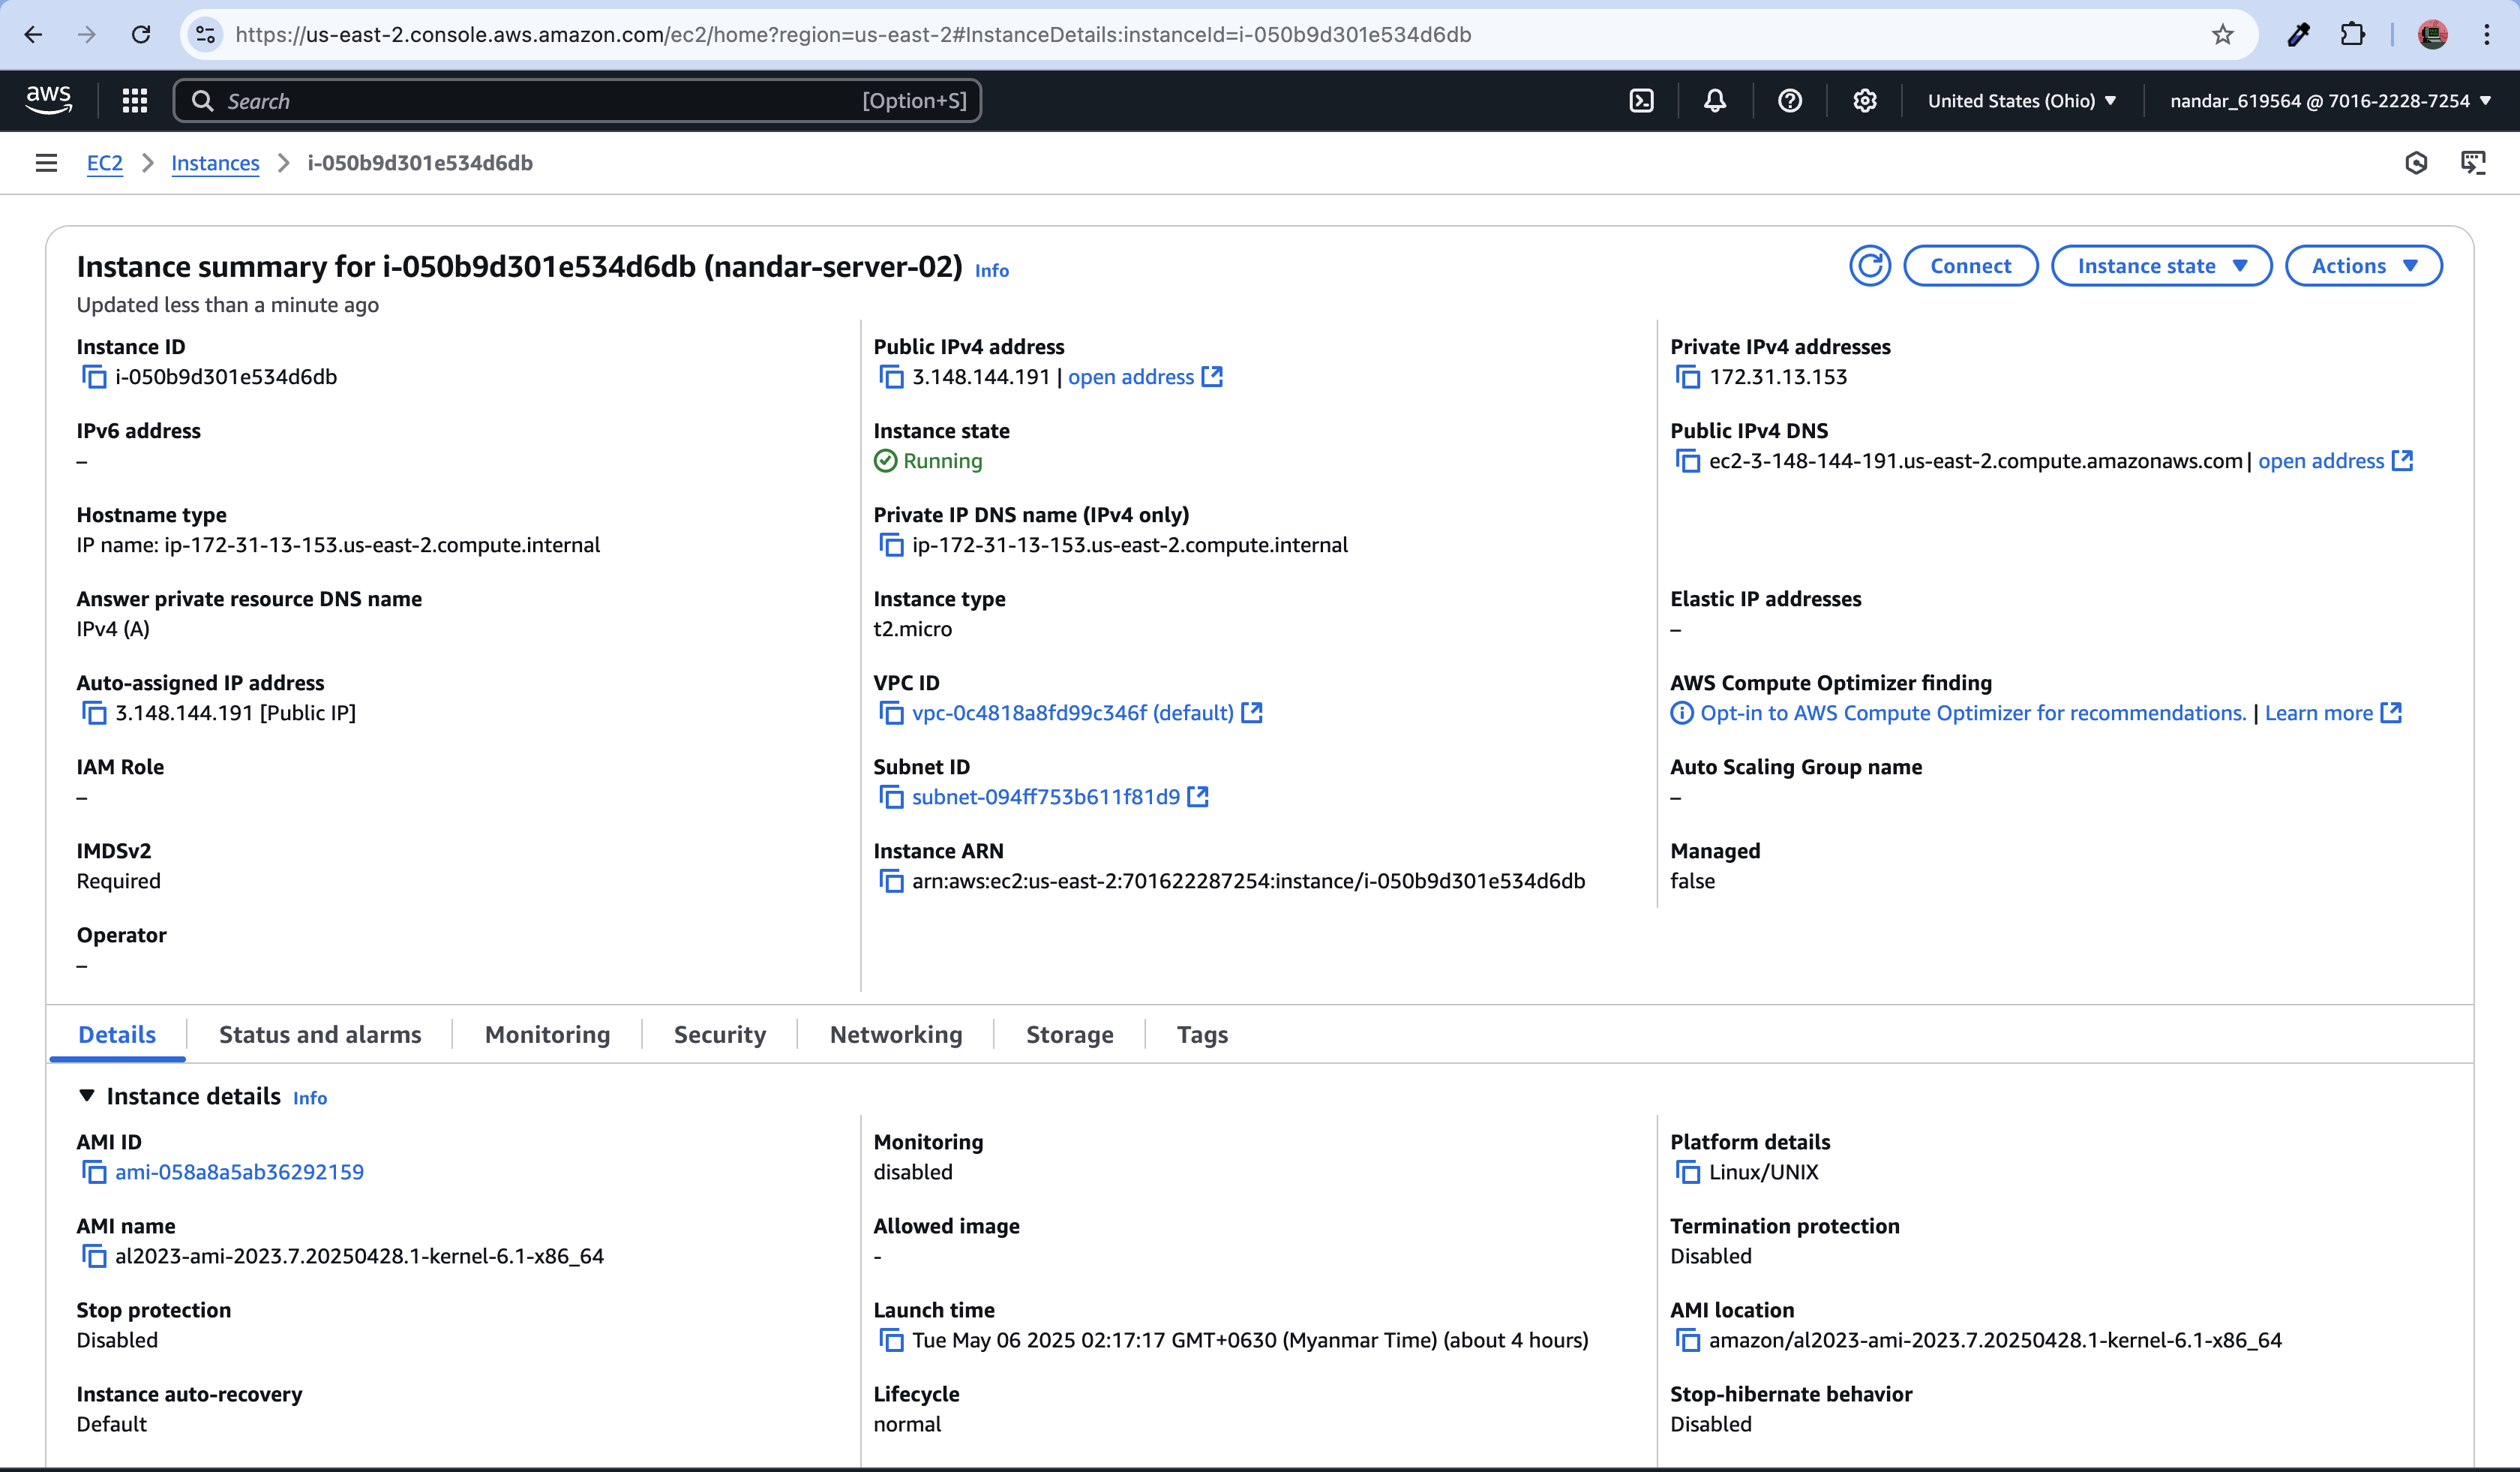 https://us-east-2.console.aws.amazon.com/ec2/home?region=us-east-2#InstanceDetails:instanceId=i-050b9d301e534d6db
aws
Search [Option+S]
United States (Ohio)
nandar_619564 @ 7016-2228-7254
EC2 > Instances > i-050b9d301e534d6db
Instance summary for i-050b9d301e534d6db (nandar-server-02) Info
Updated less than a minute ago
Connect
Instance state
Actions
Instance ID
i-050b9d301e534d6db
Public IPv4 address
3.148.144.191 | open address
Private IPv4 addresses
172.31.13.153
IPv6 address
–
Instance state
Running
Public IPv4 DNS
ec2-3-148-144-191.us-east-2.compute.amazonaws.com | open address
Hostname type
IP name: ip-172-31-13-153.us-east-2.compute.internal
Private IP DNS name (IPv4 only)
ip-172-31-13-153.us-east-2.compute.internal
Answer private resource DNS name
IPv4 (A)
Instance type
t2.micro
Elastic IP addresses
–
Auto-assigned IP address
3.148.144.191 [Public IP]
VPC ID
vpc-0c4818a8fd99c346f (default)
AWS Compute Optimizer finding
Opt-in to AWS Compute Optimizer for recommendations. | Learn more
IAM Role
–
Subnet ID
subnet-094ff753b611f81d9
Auto Scaling Group name
–
IMDSv2
Required
Instance ARN
arn:aws:ec2:us-east-2:701622287254:instance/i-050b9d301e534d6db
Managed
false
Operator
–
Details
Status and alarms
Monitoring
Security
Networking
Storage
Tags
Instance details Info
AMI ID
ami-058a8a5ab36292159
Monitoring
disabled
Platform details
Linux/UNIX
AMI name
al2023-ami-2023.7.20250428.1-kernel-6.1-x86_64
Allowed image
-
Termination protection
Disabled
Stop protection
Disabled
Launch time
Tue May 06 2025 02:17:17 GMT+0630 (Myanmar Time) (about 4 hours)
AMI location
amazon/al2023-ami-2023.7.20250428.1-kernel-6.1-x86_64
Instance auto-recovery
Default
Lifecycle
normal
Stop-hibernate behavior
Disabled